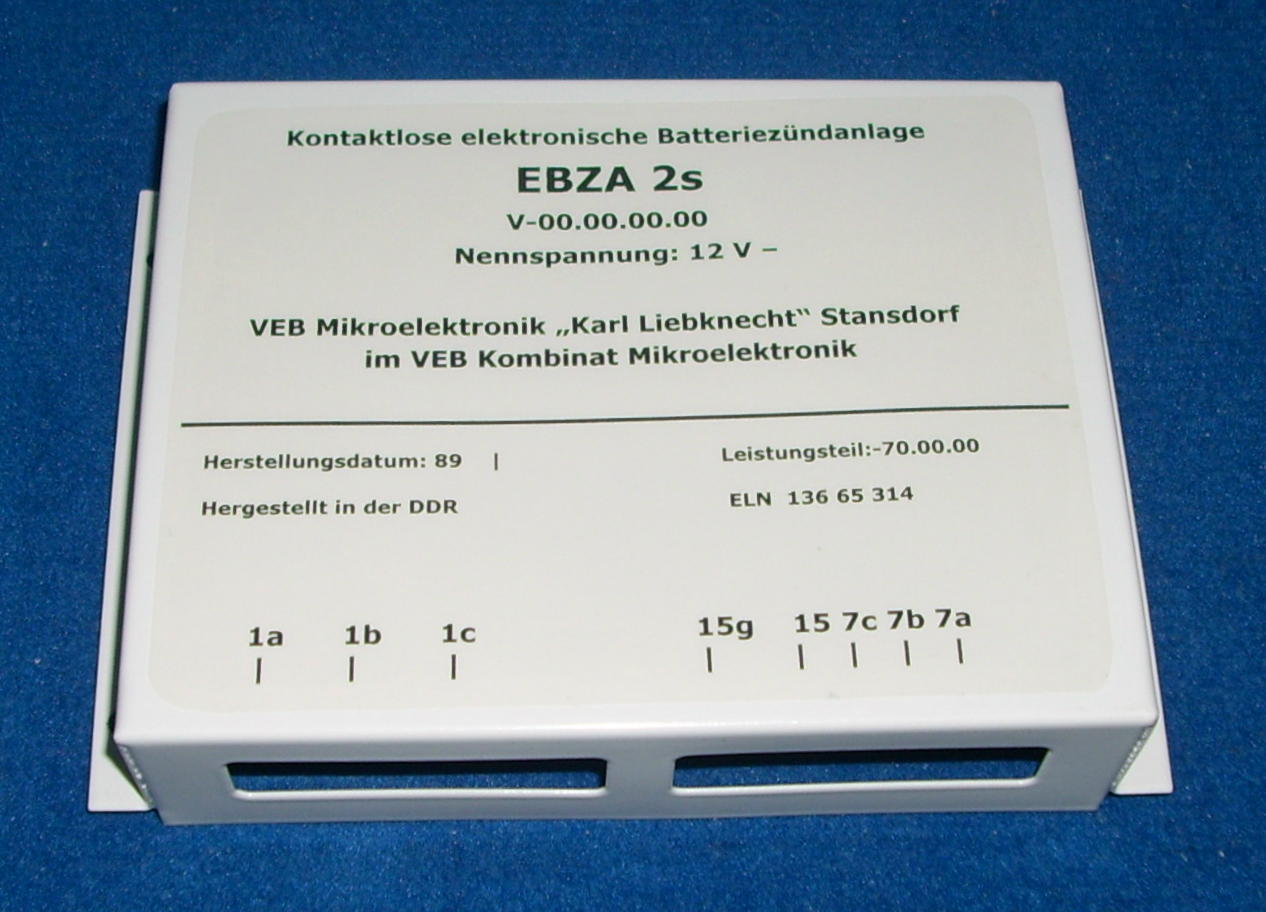 Kontaktlose elektronische Batteriezündanlage
EBZA 2s
V-00.00.00.00
Nennspannung: 12 V –
VEB Mikroelektronik „Karl Liebknecht“ Stansdorf
im VEB Kombinat Mikroelektronik
Herstellungsdatum: 89 |
Leistungsteil:-70.00.00
Hergestellt in der DDR
ELN 136 65 314
1a 1b 1c 15g 15 7c 7b 7a